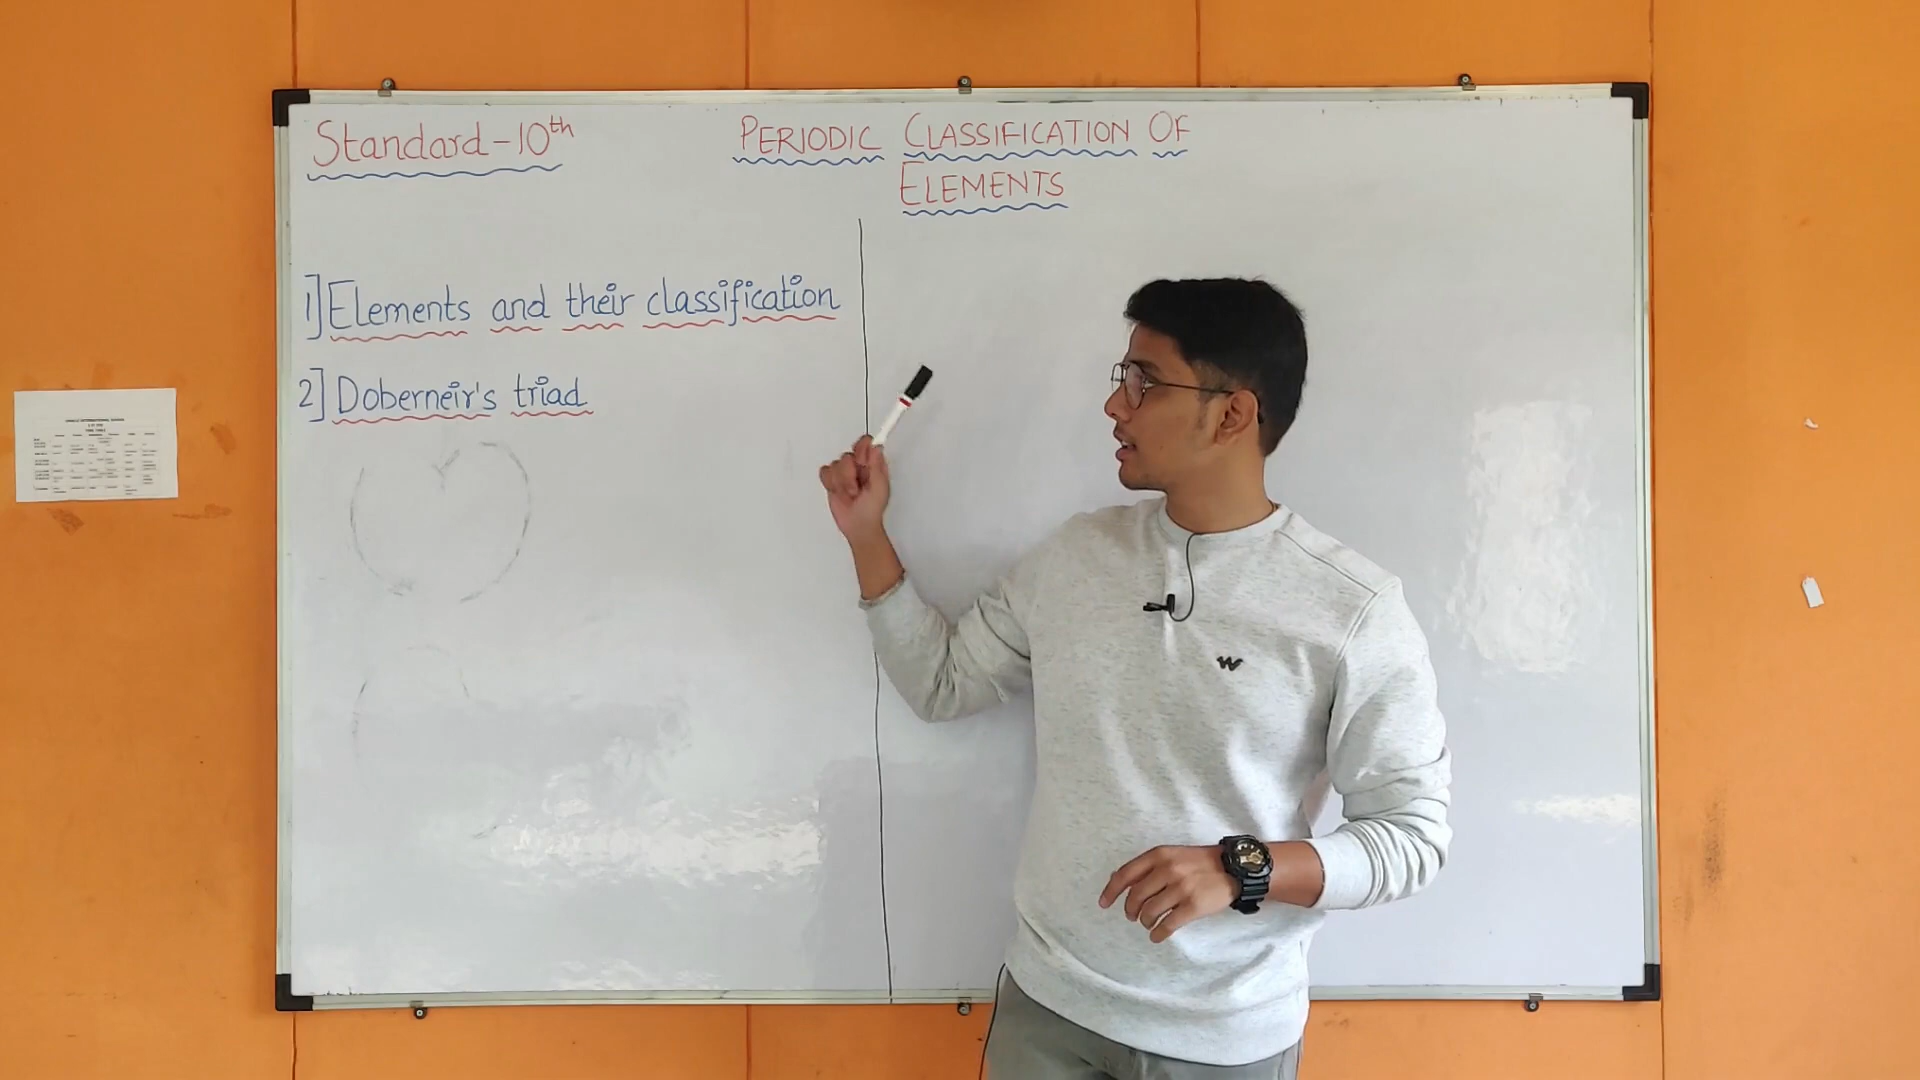 Standard-10th
PERIODIC CLASSIFICATION OF
ELEMENTS
1] Elements and their classification
2] Doberneir's triad
W